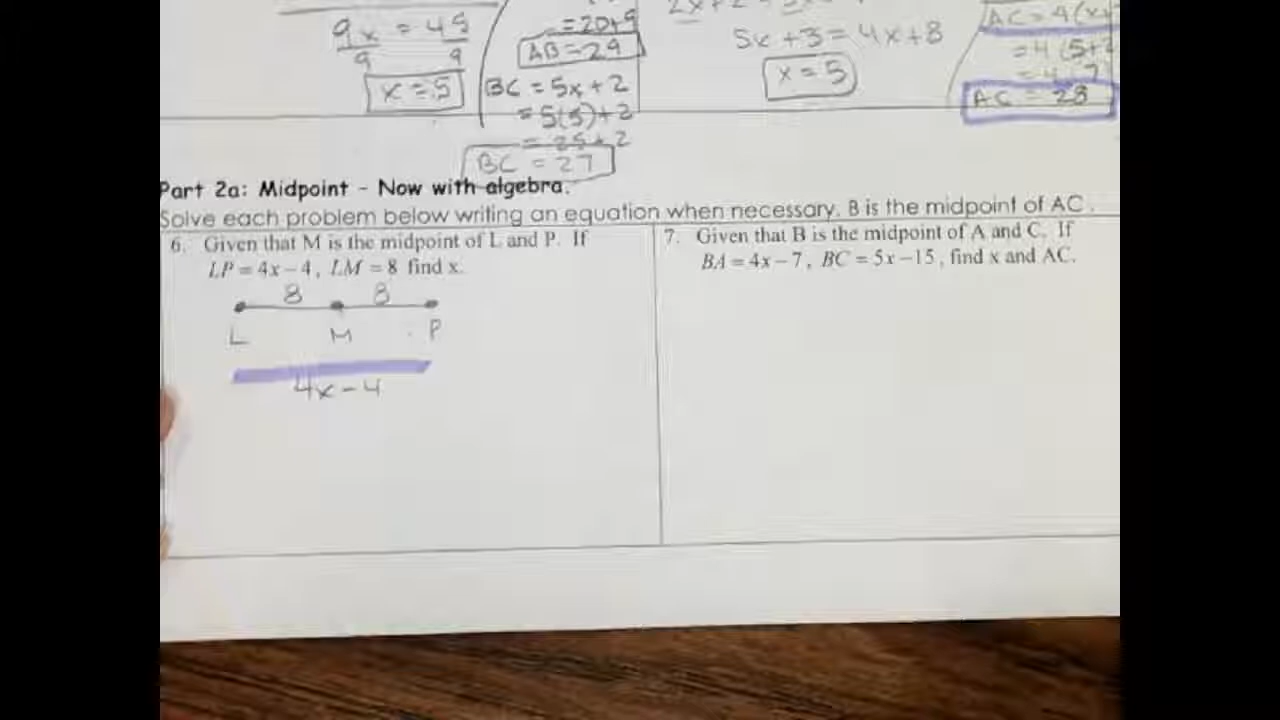 9x = 45
9 9
x = 5
= 20+9
AB = 29
BC = 5x + 2
= 5(5)+2
= 25 + 2
BC = 27
5x + 3 = 4x + 8
x = 5
= 4(5+2
= 4 · 7
AC = 28
Part 2a: Midpoint - Now with algebra.
Solve each problem below writing an equation when necessary. B is the midpoint of AC .
6. Given that M is the midpoint of L and P. If
LP = 4x – 4 , LM = 8 find x.
8 8
L M P
4x – 4
7. Given that B is the midpoint of A and C. If
BA = 4x – 7 , BC = 5x – 15 , find x and AC.